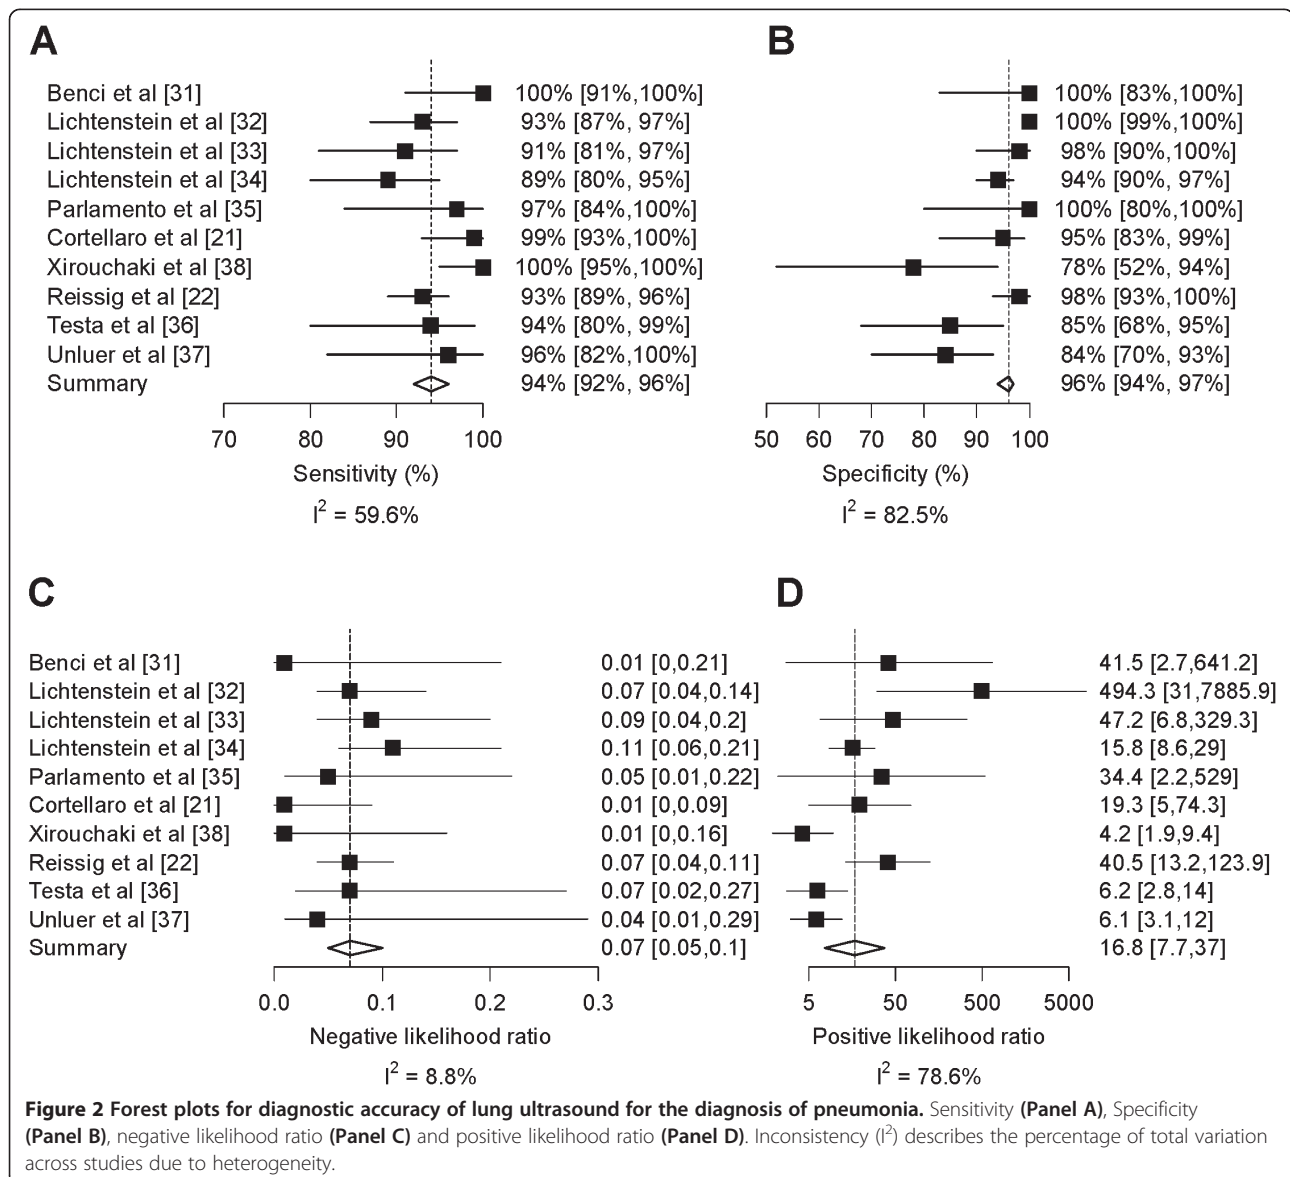 A
Benci et al [31] 100% [91%,100%]
Lichtenstein et al [32] 93% [87%, 97%]
Lichtenstein et al [33] 91% [81%, 97%]
Lichtenstein et al [34] 89% [80%, 95%]
Parlamento et al [35] 97% [84%,100%]
Cortellaro et al [21] 99% [93%,100%]
Xirouchaki et al [38] 100% [95%,100%]
Reissig et al [22] 93% [89%, 96%]
Testa et al [36] 94% [80%, 99%]
Unluer et al [37] 96% [82%,100%]
Summary 94% [92%, 96%]
70 80 90 100
Sensitivity (%)
I² = 59.6%
B
100% [83%,100%]
100% [99%,100%]
98% [90%,100%]
94% [90%, 97%]
100% [80%,100%]
95% [83%, 99%]
78% [52%, 94%]
98% [93%,100%]
85% [68%, 95%]
84% [70%, 93%]
96% [94%, 97%]
50 60 70 80 90 100
Specificity (%)
I² = 82.5%
C
Benci et al [31] 0.01 [0,0.21]
Lichtenstein et al [32] 0.07 [0.04,0.14]
Lichtenstein et al [33] 0.09 [0.04,0.2]
Lichtenstein et al [34] 0.11 [0.06,0.21]
Parlamento et al [35] 0.05 [0.01,0.22]
Cortellaro et al [21] 0.01 [0,0.09]
Xirouchaki et al [38] 0.01 [0,0.16]
Reissig et al [22] 0.07 [0.04,0.11]
Testa et al [36] 0.07 [0.02,0.27]
Unluer et al [37] 0.04 [0.01,0.29]
Summary 0.07 [0.05,0.1]
0.0 0.1 0.2 0.3
Negative likelihood ratio
I² = 8.8%
D
41.5 [2.7,641.2]
494.3 [31,7885.9]
47.2 [6.8,329.3]
15.8 [8.6,29]
34.4 [2.2,529]
19.3 [5,74.3]
4.2 [1.9,9.4]
40.5 [13.2,123.9]
6.2 [2.8,14]
6.1 [3.1,12]
16.8 [7.7,37]
5 50 500 5000
Positive likelihood ratio
I² = 78.6%
Figure 2 Forest plots for diagnostic accuracy of lung ultrasound for the diagnosis of pneumonia. Sensitivity (Panel A), Specificity
(Panel B), negative likelihood ratio (Panel C) and positive likelihood ratio (Panel D). Inconsistency (I²) describes the percentage of total variation
across studies due to heterogeneity.